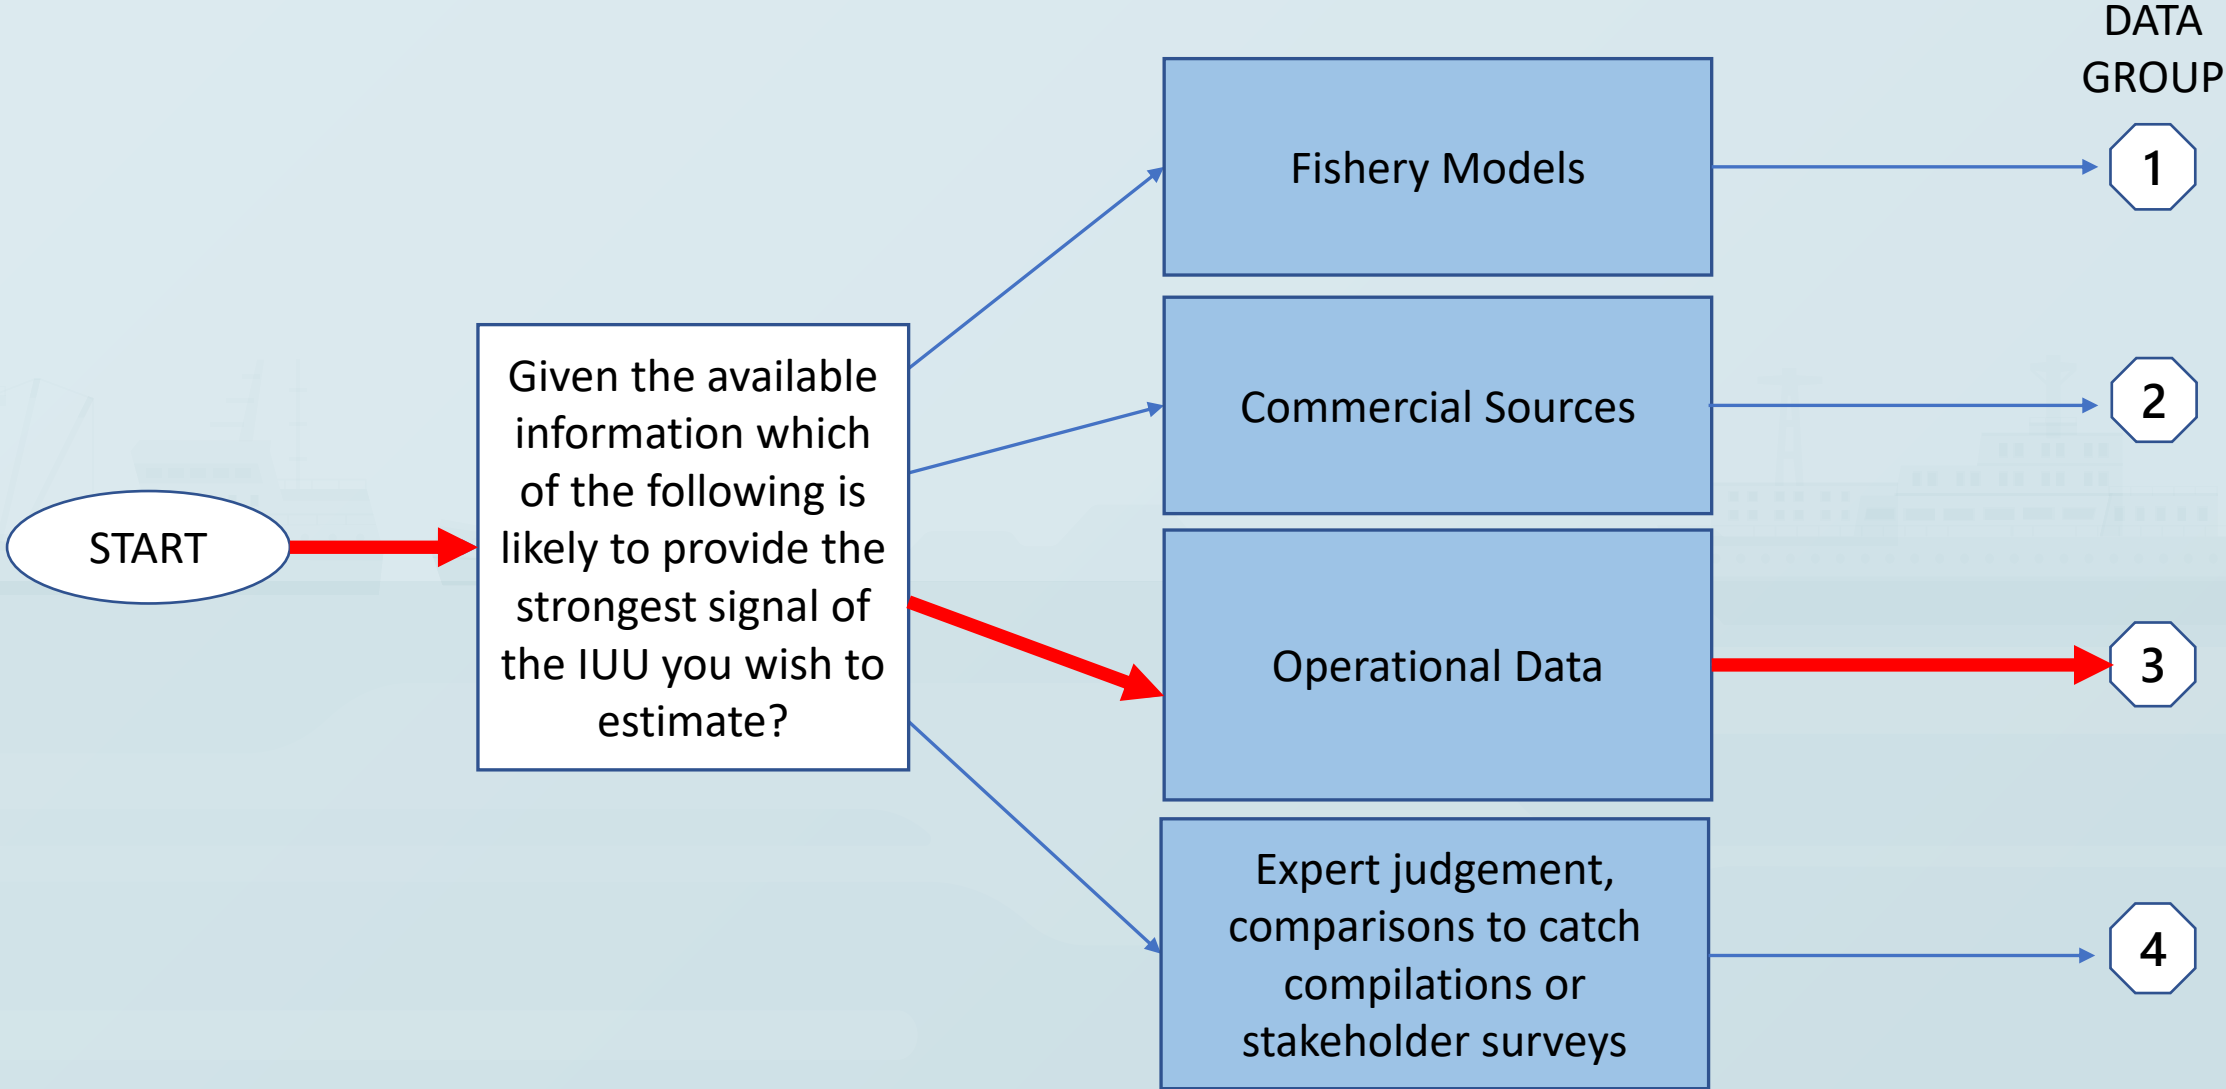 DATA
GROUP
START
Given the available
information which
of the following is
likely to provide the
strongest signal of
the IUU you wish to
estimate?
Fishery Models
1
Commercial Sources
2
Operational Data
3
Expert judgement,
comparisons to catch
compilations or
stakeholder surveys
4